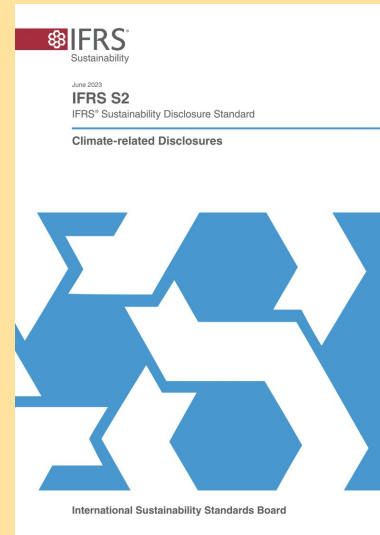 IFRS®
Sustainability
June 2023
IFRS S2
IFRS® Sustainability Disclosure Standard
Climate-related Disclosures
International Sustainability Standards Board